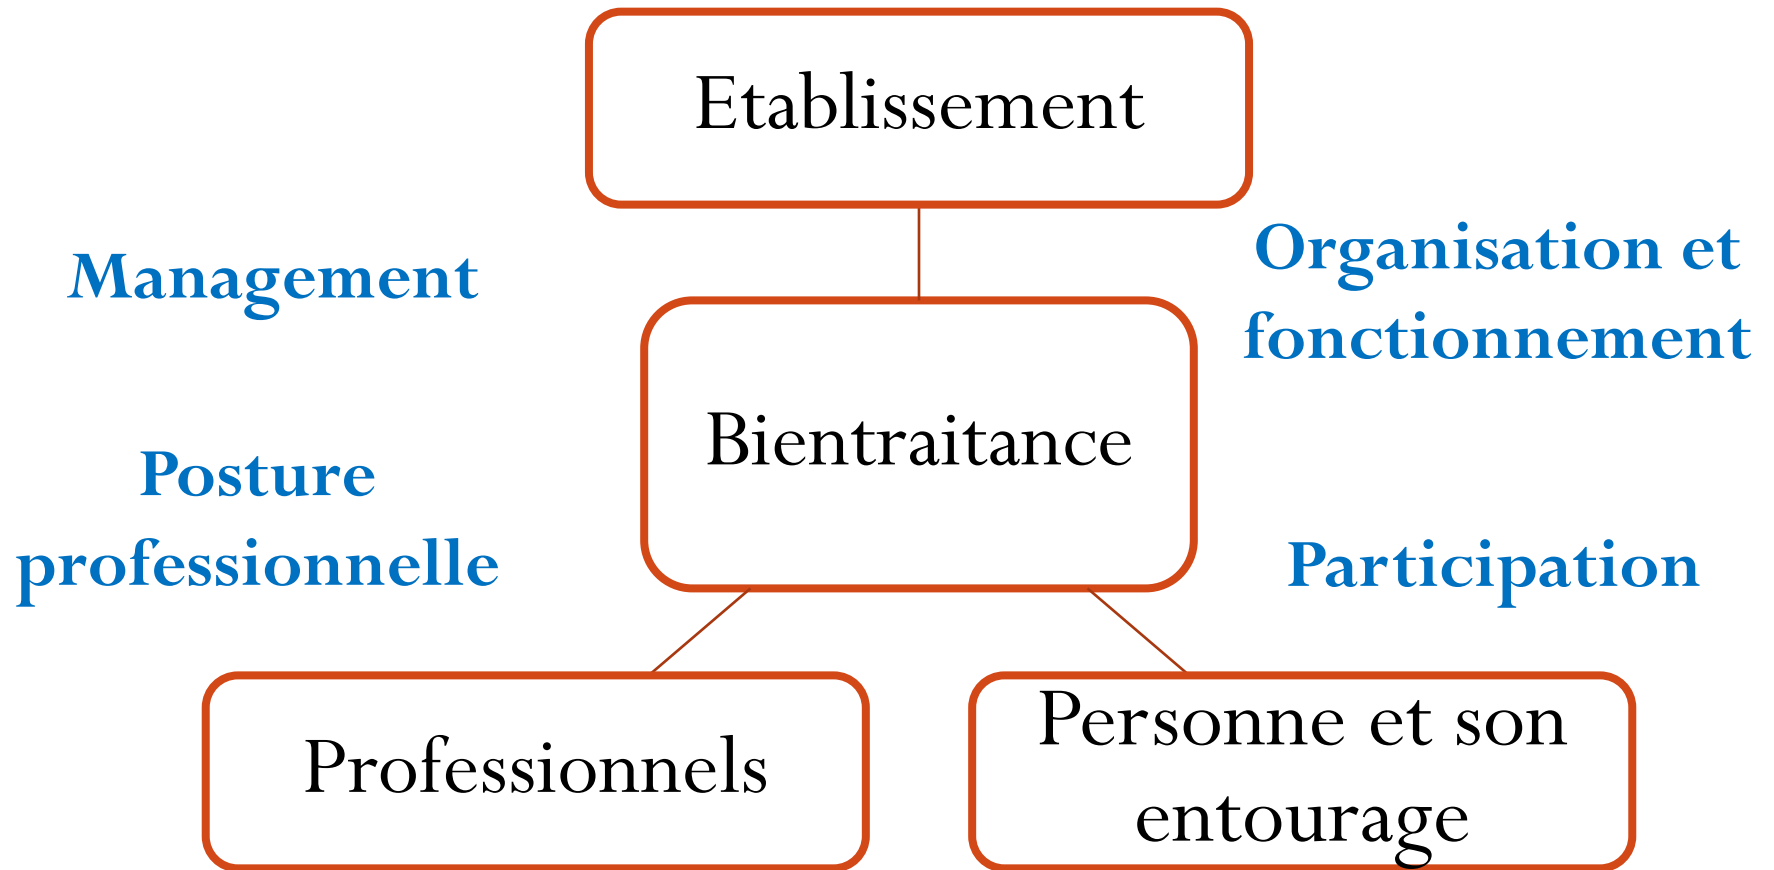 Etablissement
Management
Organisation et
fonctionnement
Bientraitance
Posture
professionnelle
Participation
Professionnels
Personne et son
entourage